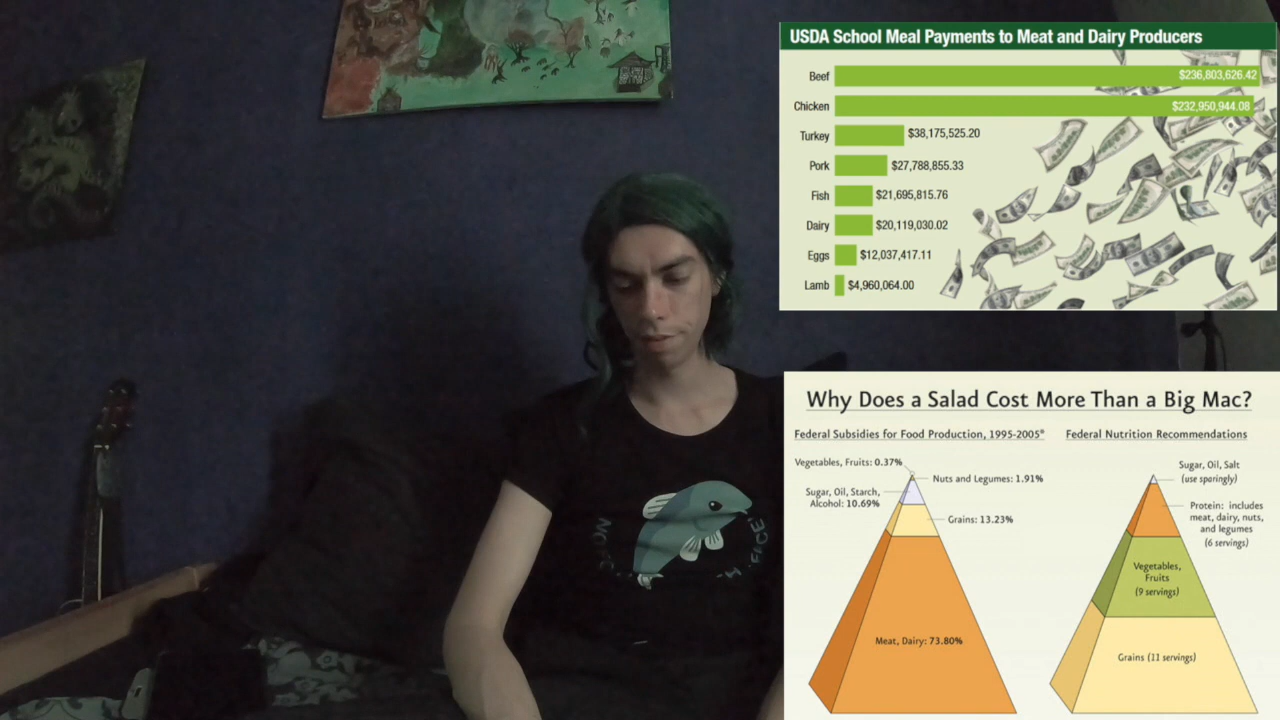 USDA School Meal Payments to Meat and Dairy Producers
Beef $236,803,626.42
Chicken $232,950,944.08
Turkey $38,175,525.20
Pork $27,788,855.33
Fish $21,695,815.76
Dairy $20,119,030.02
Eggs $12,037,417.11
Lamb $4,960,064.00
Why Does a Salad Cost More Than a Big Mac?
Federal Subsidies for Food Production, 1995-2005*
Vegetables, Fruits: 0.37%
Nuts and Legumes: 1.91%
Sugar, Oil, Starch,
Alcohol: 10.69%
Grains: 13.23%
Meat, Dairy: 73.80%
Federal Nutrition Recommendations
Sugar, Oil, Salt
(use sparingly)
Protein: includes
meat, dairy, nuts,
and legumes
(6 servings)
Vegetables,
Fruits
(9 servings)
Grains (11 servings)